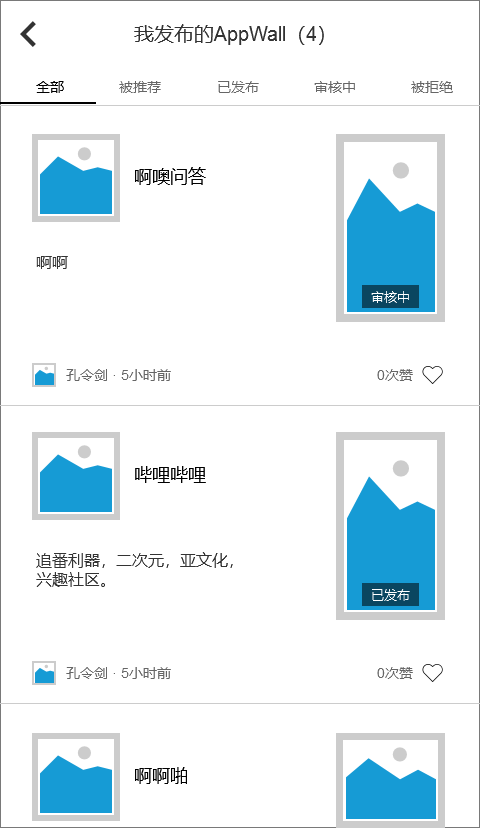 我发布的AppWall（4）
全部 被推荐 已发布 审核中 被拒绝
啊噢问答
啊啊
审核中
孔令剑 · 5小时前 0次赞
哔哩哔哩
追番利器，二次元，亚文化，
兴趣社区。
已发布
孔令剑 · 5小时前 0次赞
啊啊啪